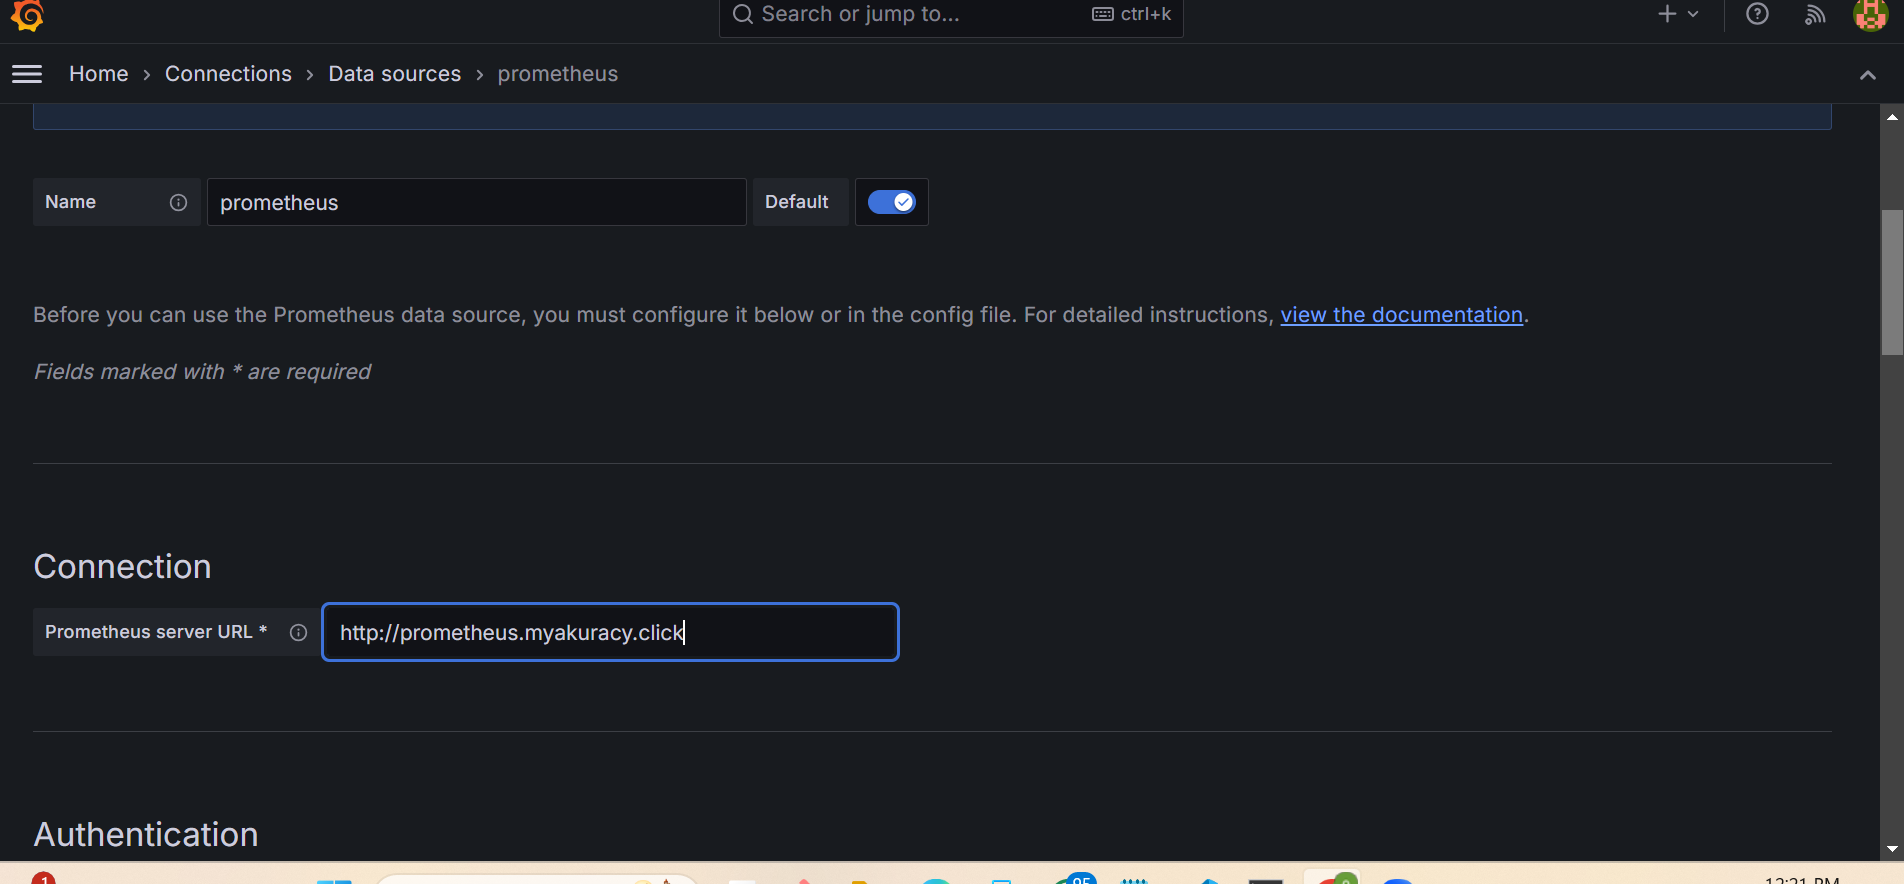 Search or jump to... ctrl+k
Home › Connections › Data sources › prometheus
Name prometheus Default
Before you can use the Prometheus data source, you must configure it below or in the config file. For detailed instructions, view the documentation.
Fields marked with * are required
Connection
Prometheus server URL * http://prometheus.myakuracy.click
Authentication
1